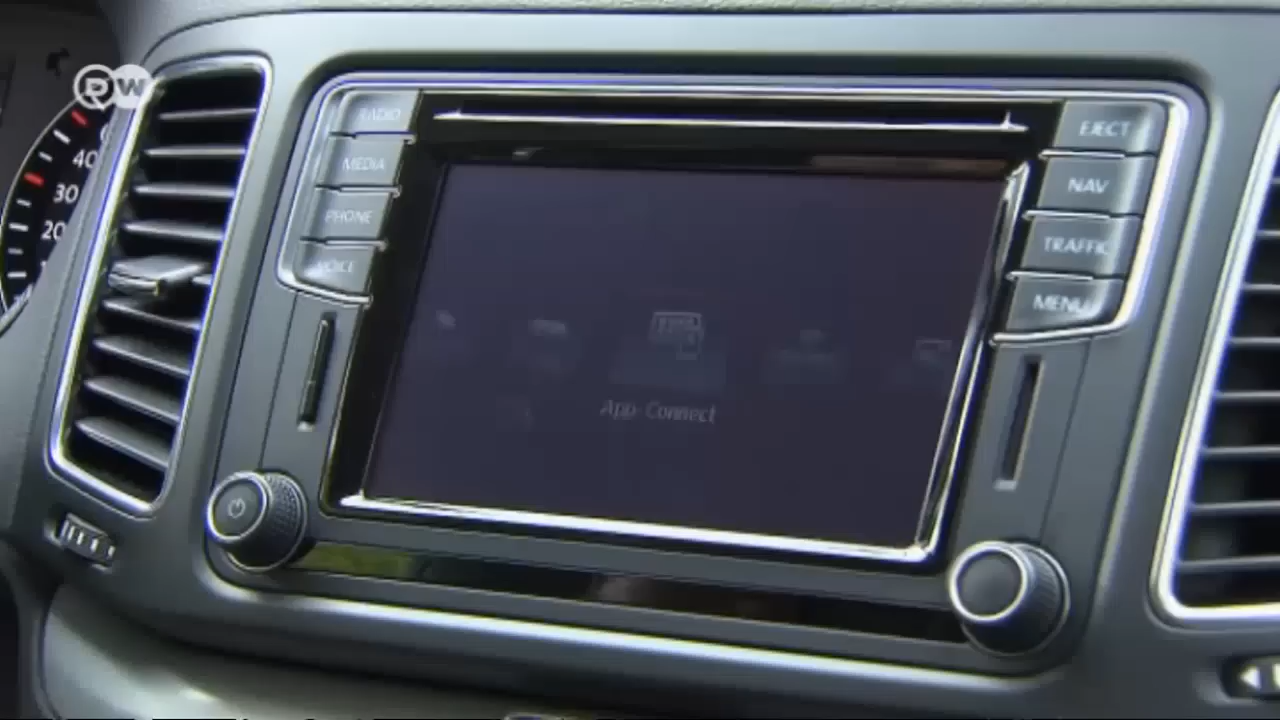 DW
RADIO
MEDIA
PHONE
VOICE
EJECT
NAV
TRAFFIC
MENU
App-Connect
40
30
20